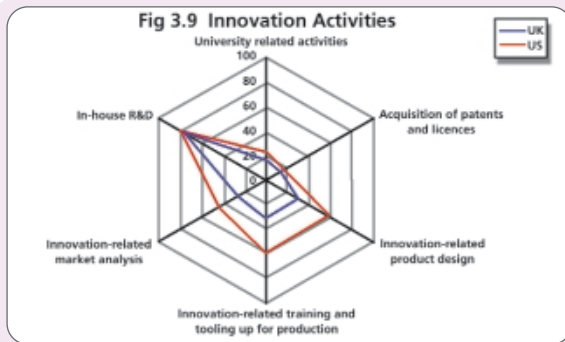 Fig 3.9 Innovation Activities
UK
US
University related activities
100
80
60
40
20
0
In-house R&D
Acquisition of patents
and licences
Innovation-related
market analysis
Innovation-related
product design
Innovation-related training and
tooling up for production